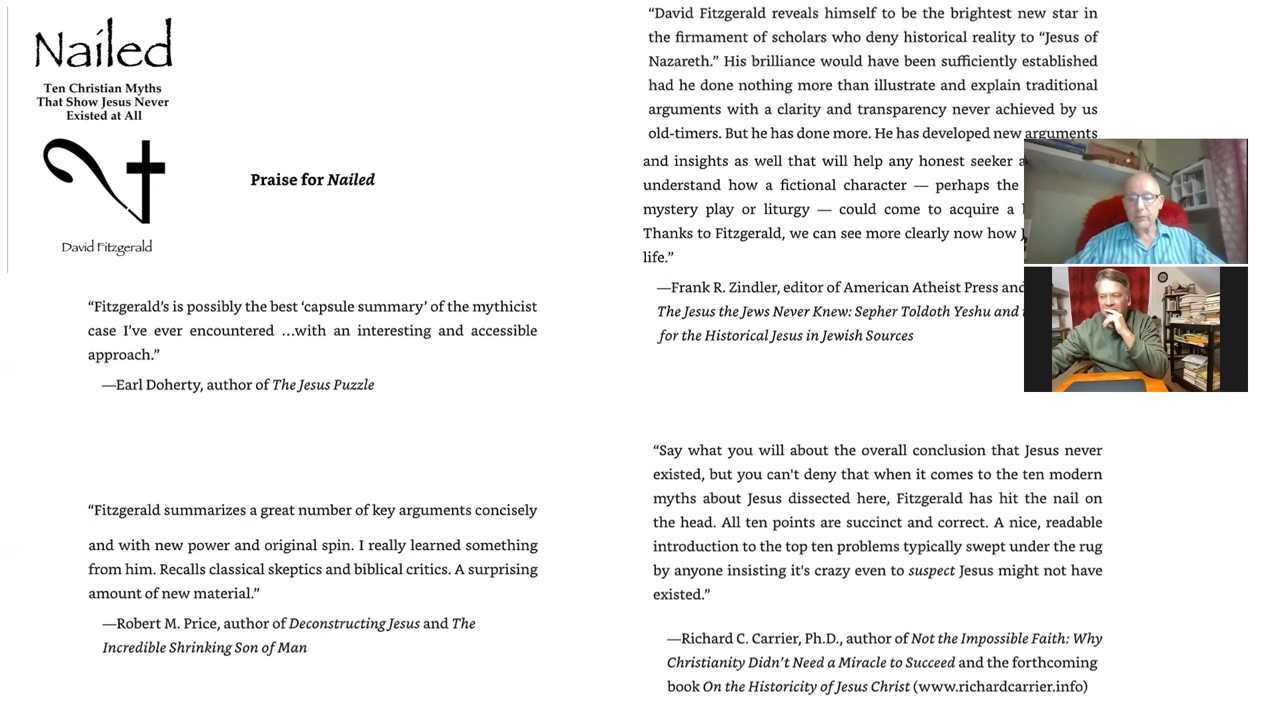 Nailed
Ten Christian Myths
That Show Jesus Never
Existed at All
David Fitzgerald
Praise for Nailed
“Fitzgerald’s is possibly the best ‘capsule summary’ of the mythicist
case I’ve ever encountered …with an interesting and accessible
approach.”
—Earl Doherty, author of The Jesus Puzzle
“Fitzgerald summarizes a great number of key arguments concisely
and with new power and original spin. I really learned something
from him. Recalls classical skeptics and biblical critics. A surprising
amount of new material.”
—Robert M. Price, author of Deconstructing Jesus and The
Incredible Shrinking Son of Man
“David Fitzgerald reveals himself to be the brightest new star in
the firmament of scholars who deny historical reality to “Jesus of
Nazareth.” His brilliance would have been sufficiently established
had he done nothing more than illustrate and explain traditional
arguments with a clarity and transparency never achieved by us
old-timers. But he has done more. He has developed new arguments
and insights as well that will help any honest seeker
understand how a fictional character — perhaps the
mystery play or liturgy — could come to acquire a
Thanks to Fitzgerald, we can see more clearly now how
life.”
—Frank R. Zindler, editor of American Atheist Press and
The Jesus the Jews Never Knew: Sepher Toldoth Yeshu and
for the Historical Jesus in Jewish Sources
“Say what you will about the overall conclusion that Jesus never
existed, but you can't deny that when it comes to the ten modern
myths about Jesus dissected here, Fitzgerald has hit the nail on
the head. All ten points are succinct and correct. A nice, readable
introduction to the top ten problems typically swept under the rug
by anyone insisting it's crazy even to suspect Jesus might not have
existed.”
—Richard C. Carrier, Ph.D., author of Not the Impossible Faith: Why
Christianity Didn’t Need a Miracle to Succeed and the forthcoming
book On the Historicity of Jesus Christ (www.richardcarrier.info)